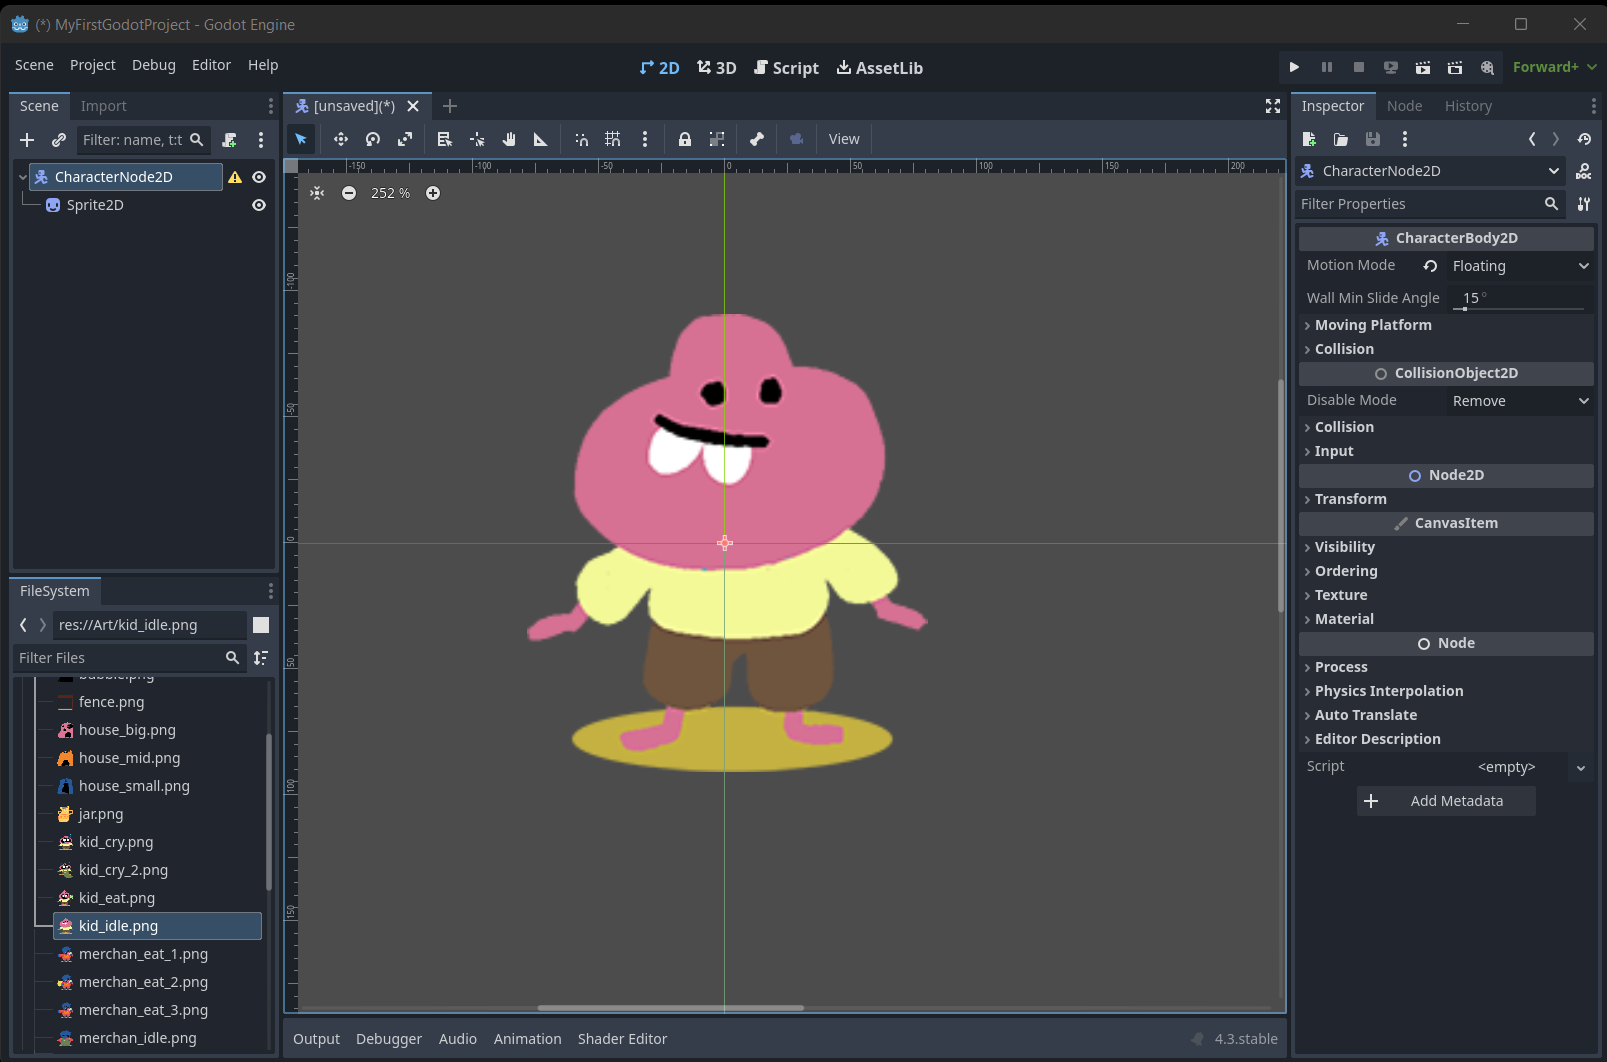 (*) MyFirstGodotProject - Godot Engine
Scene Project Debug Editor Help
2D 3D Script AssetLib
Forward+
Scene Import
Filter: name, t:t
CharacterNode2D
Sprite2D
FileSystem
res://Art/kid_idle.png
Filter Files
bubble.png
fence.png
house_big.png
house_mid.png
house_small.png
jar.png
kid_cry.png
kid_cry_2.png
kid_eat.png
kid_idle.png
merchan_eat_1.png
merchan_eat_2.png
merchan_eat_3.png
merchan_idle.png
[unsaved](*)
View
-150 -100 -50 0 50 100 150 200
252 %
-100
-50
0
50
100
150
Output Debugger Audio Animation Shader Editor
4.3.stable
Inspector Node History
CharacterNode2D
Filter Properties
CharacterBody2D
Motion Mode Floating
Wall Min Slide Angle 15 °
Moving Platform
Collision
CollisionObject2D
Disable Mode Remove
Collision
Input
Node2D
Transform
CanvasItem
Visibility
Ordering
Texture
Material
Node
Process
Physics Interpolation
Auto Translate
Editor Description
Script <empty>
Add Metadata
DOC